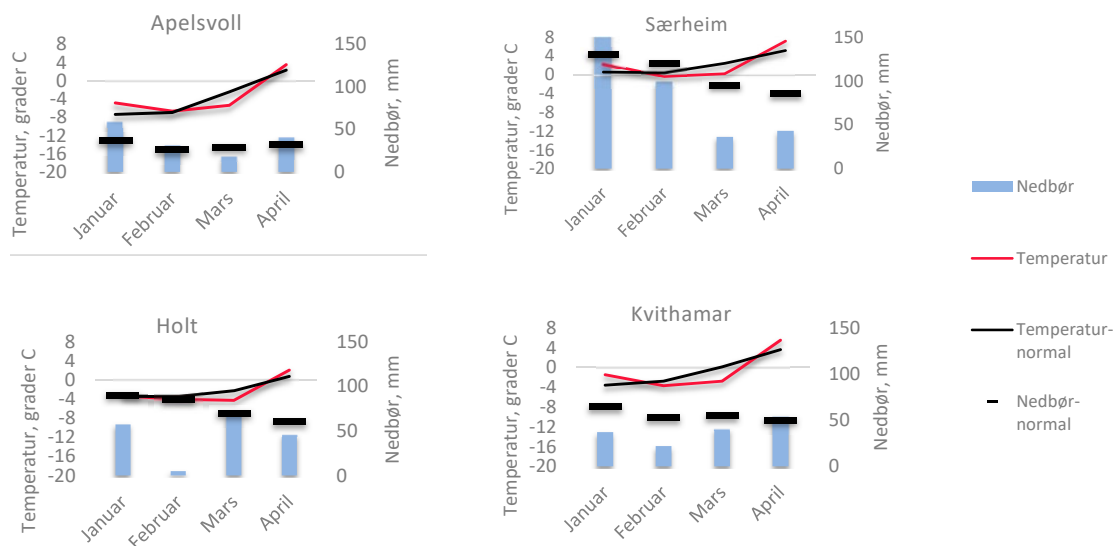 Apelsvoll
Temperatur, grader C
8
4
0
-4
-8
-12
-16
-20
150
100
50
0
Nedbør, mm
Januar
Februar
Mars
April
Særheim
Temperatur, grader C
8
4
0
-4
-8
-12
-16
-20
150
100
50
0
Nedbør, mm
Januar
Februar
Mars
April
Holt
Temperatur, grader C
8
4
0
-4
-8
-12
-16
-20
150
100
50
0
Nedbør, mm
Januar
Februar
Mars
April
Kvithamar
Temperatur, grader C
8
4
0
-4
-8
-12
-16
-20
150
100
50
0
Nedbør, mm
Januar
Februar
Mars
April
Nedbør
Temperatur
Temperatur-
normal
Nedbør-
normal